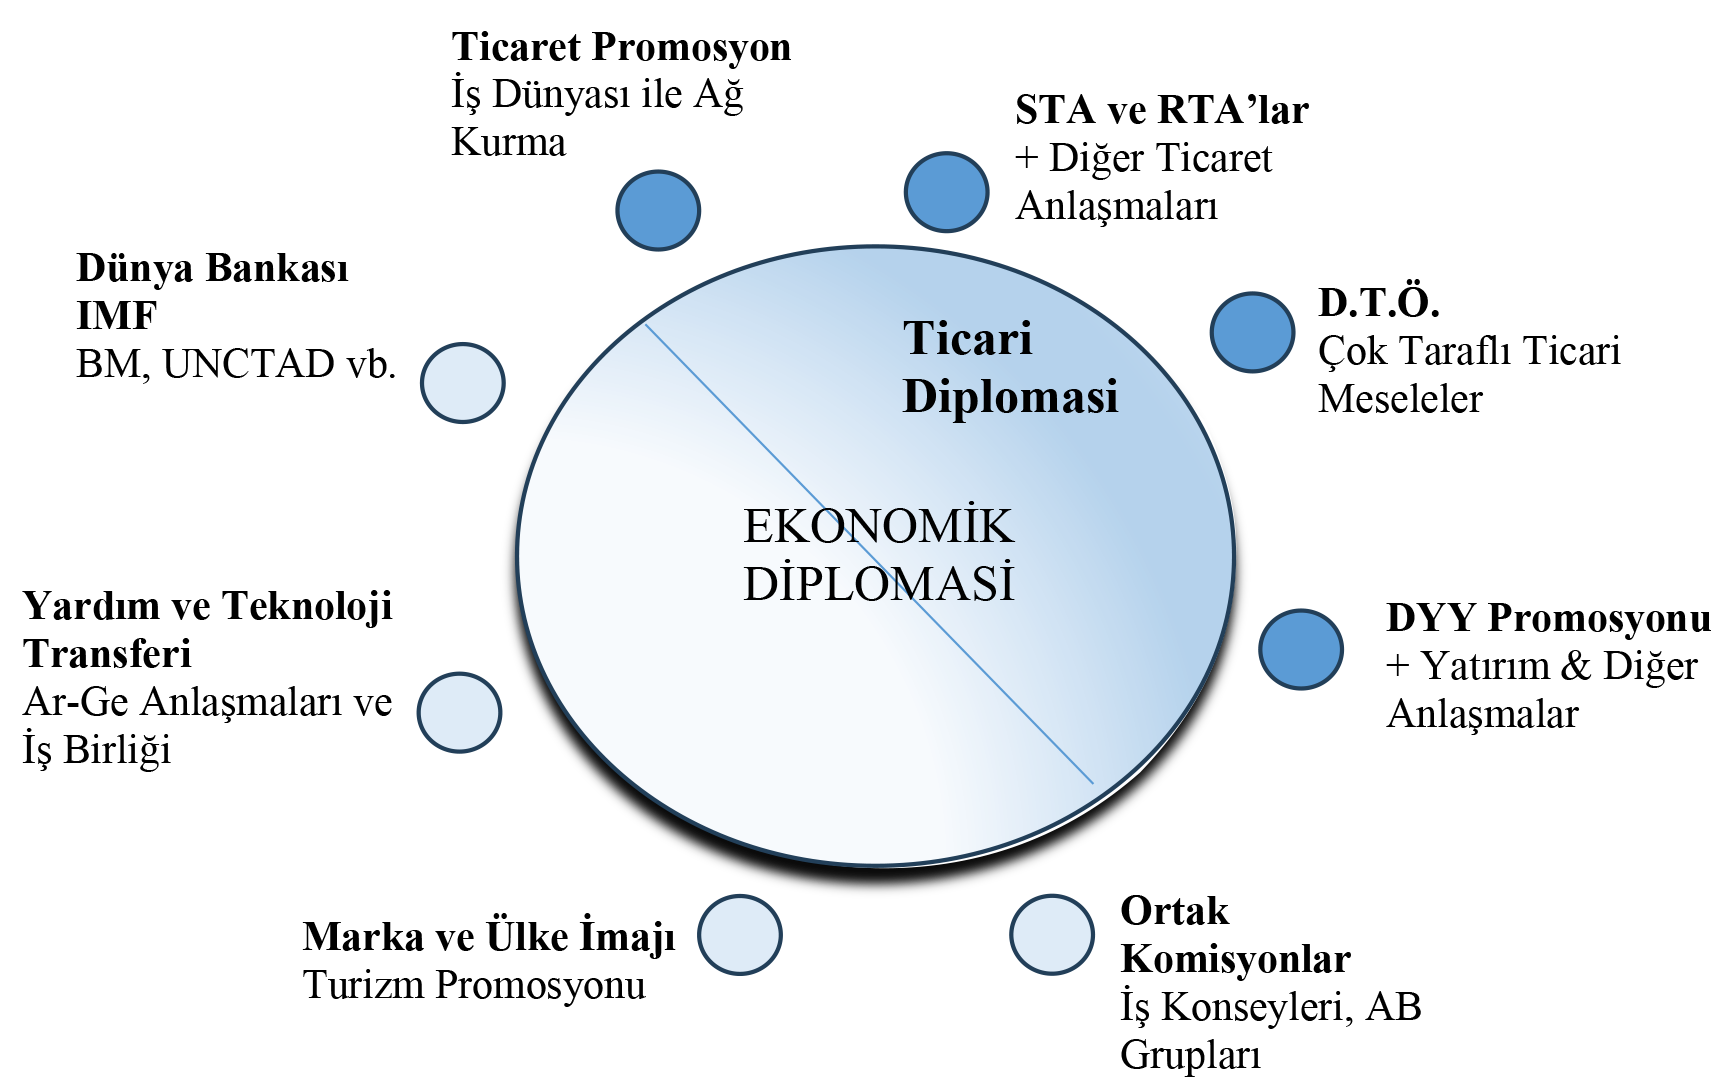 Ticaret Promosyon
İş Dünyası ile Ağ
Kurma
STA ve RTA’lar
+ Diğer Ticaret
Anlaşmaları
Dünya Bankası
IMF
BM, UNCTAD vb.
D.T.Ö.
Çok Taraflı Ticari
Meseleler
Ticari
Diplomasi
EKONOMİK
DİPLOMASİ
Yardım ve Teknoloji
Transferi
Ar-Ge Anlaşmaları ve
İş Birliği
DYY Promosyonu
+ Yatırım & Diğer
Anlaşmalar
Marka ve Ülke İmajı
Turizm Promosyonu
Ortak
Komisyonlar
İş Konseyleri, AB
Grupları